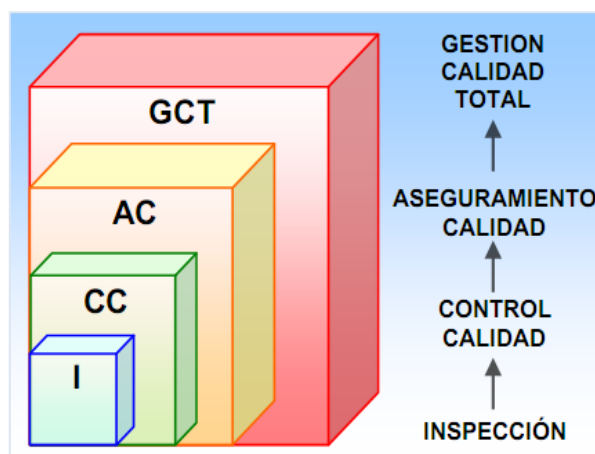 GCT
AC
CC
I
GESTION
CALIDAD
TOTAL
ASEGURAMIENTO
CALIDAD
CONTROL
CALIDAD
INSPECCIÓN